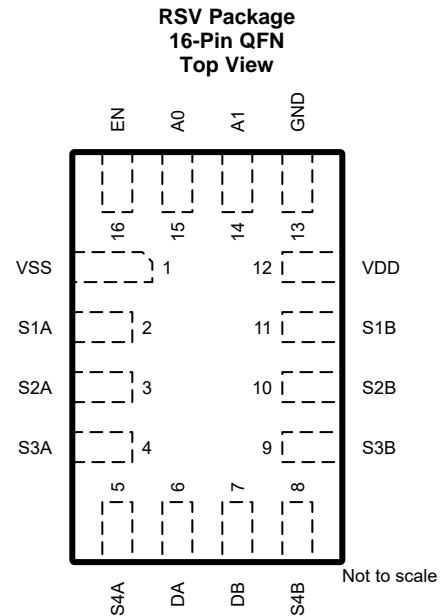 RSV Package
16-Pin QFN
Top View
EN
A0
A1
GND
16
15
14
13
VSS 1 12 VDD
S1A 2 11 S1B
S2A 3 10 S2B
S3A 4 9 S3B
5
6
7
8
S4A
DA
DB
S4B
Not to scale